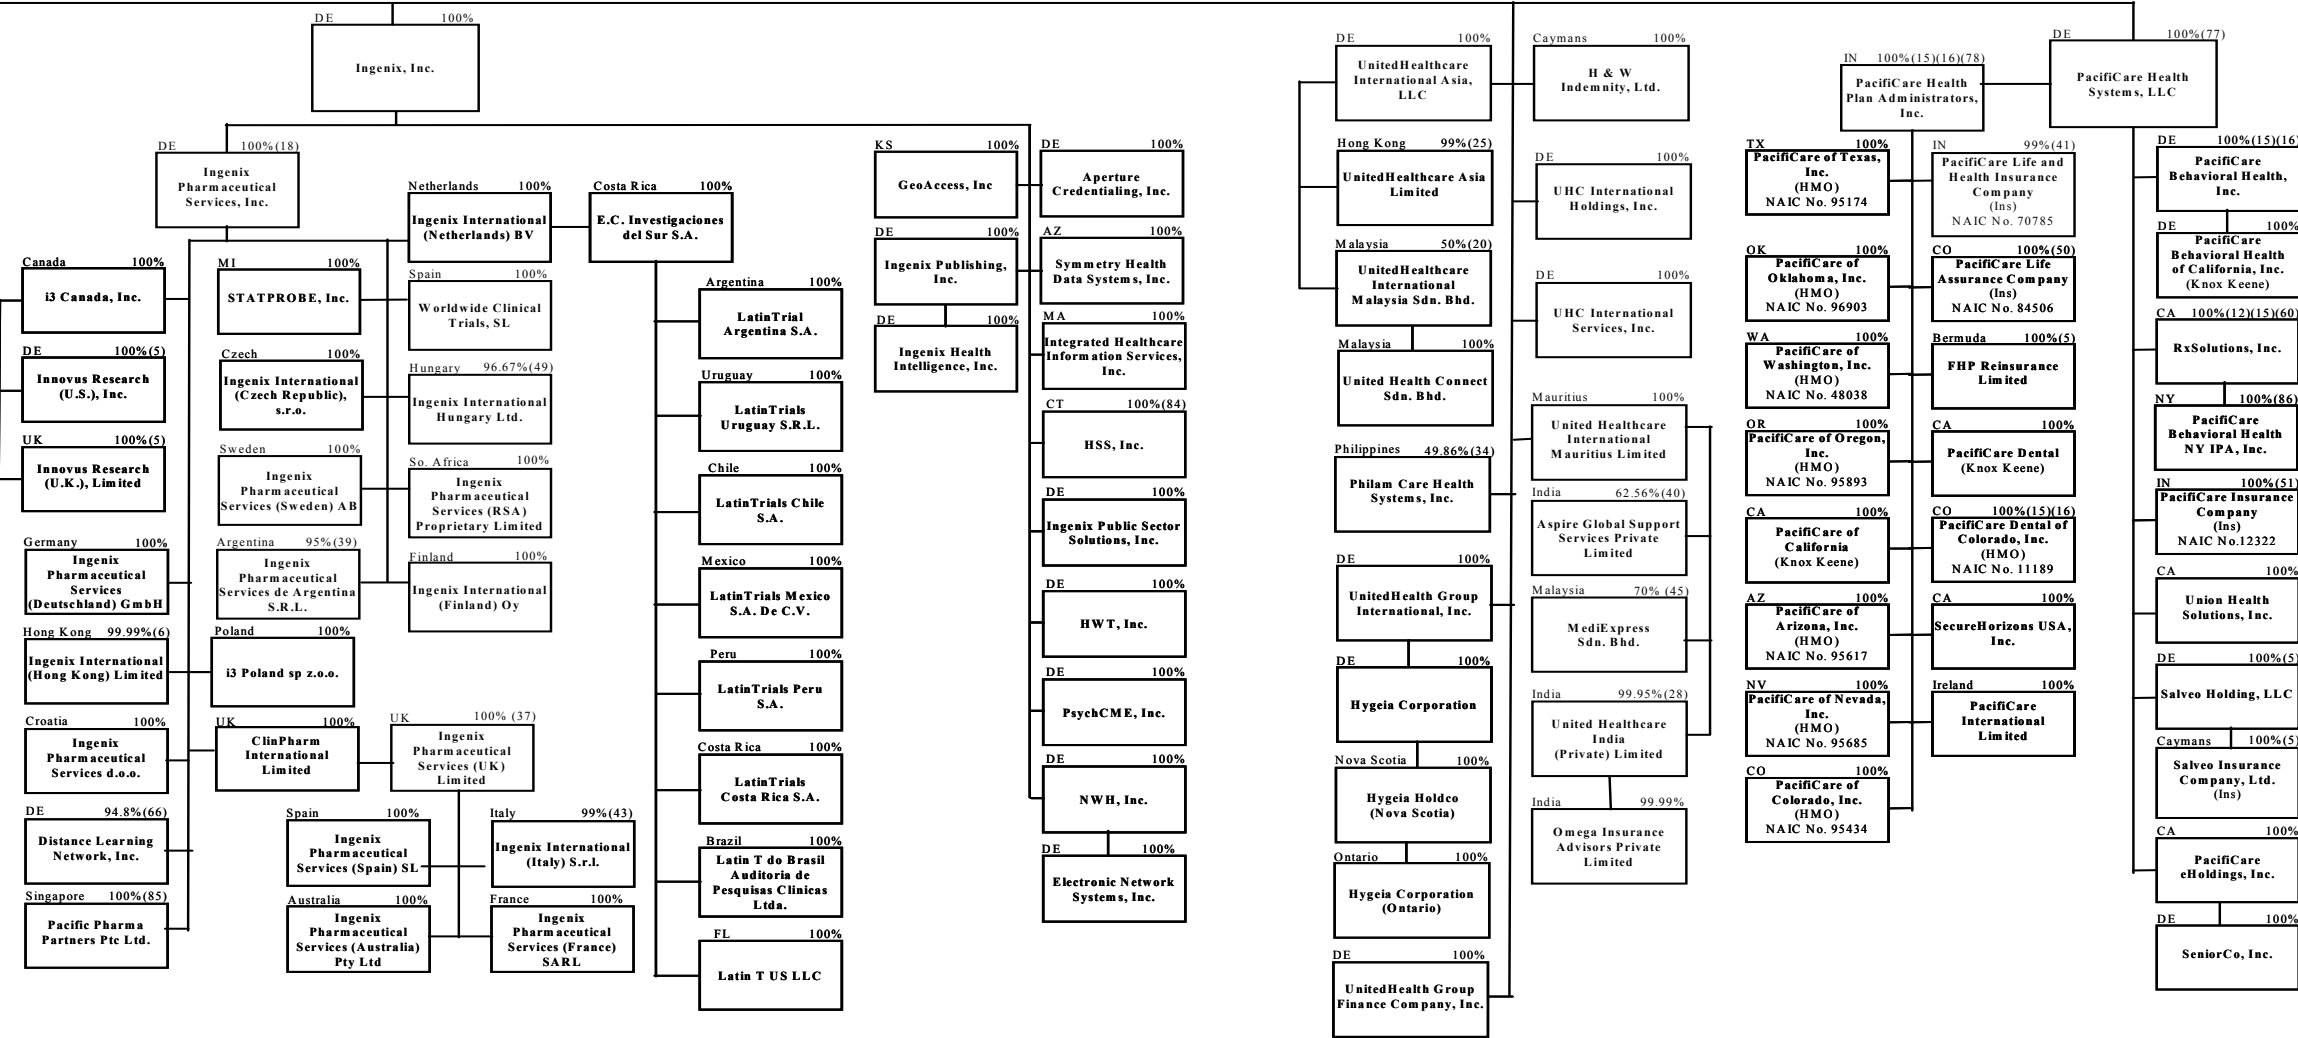 DE 100%
Ingenix, Inc.
DE 100%(18)
Ingenix
Pharmaceutical
Services, Inc.
Netherlands 100%
Ingenix International
(Netherlands) BV
Costa Rica 100%
E.C. Investigaciones
del Sur S.A.
Canada 100%
i3 Canada, Inc.
DE 100%(5)
Innovus Research
(U.S.), Inc.
UK 100%(5)
Innovus Research
(U.K.), Limited
Germany 100%
Ingenix
Pharmaceutical
Services
(Deutschland) GmbH
Hong Kong 99.99%(6)
Ingenix International
(Hong Kong) Limited
Croatia 100%
Ingenix
Pharmaceutical
Services d.o.o.
DE 94.8%(66)
Distance Learning
Network, Inc.
Singapore 100%(85)
Pacific Pharma
Partners Ptc Ltd.
MI 100%
STATPROBE, Inc.
Czech 100%
Ingenix International
(Czech Republic),
s.r.o.
Sweden 100%
Ingenix
Pharmaceutical
Services (Sweden) AB
Argentina 95%(39)
Ingenix
Pharmaceutical
Services de Argentina
S.R.L.
Poland 100%
i3 Poland sp z.o.o.
UK 100%
ClinPharm
International
Limited
Spain 100%
Worldwide Clinical
Trials, SL
Hungary 96.67%(49)
Ingenix International
Hungary Ltd.
So. Africa 100%
Ingenix
Pharmaceutical
Services (RSA)
Proprietary Limited
Finland 100%
Ingenix International
(Finland) Oy
UK 100% (37)
Ingenix
Pharmaceutical
Services (UK)
Limited
Spain 100%
Ingenix
Pharmaceutical
Services (Spain) SL
Italy 99%(43)
Ingenix International
(Italy) S.r.l.
Australia 100%
Ingenix
Pharmaceutical
Services (Australia)
Pty Ltd
France 100%
Ingenix
Pharmaceutical
Services (France)
SARL
Argentina 100%
LatinTrial
Argentina S.A.
Uruguay 100%
LatinTrials
Uruguay S.R.L.
Chile 100%
LatinTrials Chile
S.A.
Mexico 100%
LatinTrials Mexico
S.A. De C.V.
Peru 100%
LatinTrials Peru
S.A.
Costa Rica 100%
LatinTrials
Costa Rica S.A.
Brazil 100%
Latin T do Brasil
Auditoria de
Pesquisas Clinicas
Ltda.
FL 100%
Latin T US LLC
KS 100%
GeoAccess, Inc
DE 100%
Ingenix Publishing,
Inc.
DE 100%
Ingenix Health
Intelligence, Inc.
DE 100%
Aperture
Credentialing, Inc.
AZ 100%
Symmetry Health
Data Systems, Inc.
MA 100%
Integrated Healthcare
Information Services,
Inc.
CT 100%(84)
HSS, Inc.
DE 100%
Ingenix Public Sector
Solutions, Inc.
DE 100%
HWT, Inc.
DE 100%
PsychCME, Inc.
DE 100%
NWH, Inc.
DE 100%
Electronic Network
Systems, Inc.
DE 100%
UnitedHealthcare
International Asia,
LLC
Hong Kong 99%(25)
UnitedHealthcare Asia
Limited
Malaysia 50%(20)
UnitedHealthcare
International
Malaysia Sdn. Bhd.
Malaysia 100%
United Health Connect
Sdn. Bhd.
Philippines 49.86%(34)
Philam Care Health
Systems, Inc.
DE 100%
UnitedHealth Group
International, Inc.
DE 100%
Hygeia Corporation
Nova Scotia 100%
Hygeia Holdco
(Nova Scotia)
Ontario 100%
Hygeia Corporation
(Ontario)
DE 100%
UnitedHealth Group
Finance Company, Inc.
Caymans 100%
H & W
Indemnity, Ltd.
DE 100%
UHC International
Holdings, Inc.
DE 100%
UHC International
Services, Inc.
Mauritius 100%
United Healthcare
International
Mauritius Limited
India 62.56%(40)
Aspire Global Support
Services Private
Limited
Malaysia 70% (45)
MediExpress
Sdn. Bhd.
India 99.95%(28)
United Healthcare
India
(Private) Limited
India 99.99%
Omega Insurance
Advisors Private
Limited
IN 100%(15)(16)(78)
PacifiCare Health
Plan Administrators,
Inc.
DE 100%(77)
PacifiCare Health
Systems, LLC
TX 100%
PacifiCare of Texas,
Inc.
(HMO)
NAIC No. 95174
OK 100%
PacifiCare of
Oklahoma, Inc.
(HMO)
NAIC No. 96903
WA 100%
PacifiCare of
Washington, Inc.
(HMO)
NAIC No. 48038
OR 100%
PacifiCare of Oregon,
Inc.
(HMO)
NAIC No. 95893
CA 100%
PacifiCare of
California
(Knox Keene)
AZ 100%
PacifiCare of
Arizona, Inc.
(HMO)
NAIC No. 95617
NV 100%
PacifiCare of Nevada,
Inc.
(HMO)
NAIC No. 95685
CO 100%
PacifiCare of
Colorado, Inc.
(HMO)
NAIC No. 95434
IN 99%(41)
PacifiCare Life and
Health Insurance
Company
(Ins)
NAIC No. 70785
CO 100%(50)
PacifiCare Life
Assurance Company
(Ins)
NAIC No. 84506
Bermuda 100%(5)
FHP Reinsurance
Limited
CA 100%
PacifiCare Dental
(Knox Keene)
CO 100%(15)(16)
PacifiCare Dental of
Colorado, Inc.
(HMO)
NAIC No. 11189
CA 100%
SecureHorizons USA,
Inc.
Ireland 100%
PacifiCare
International
Limited
DE 100%(15)(16)
PacifiCare
Behavioral Health,
Inc.
DE 100%
PacifiCare
Behavioral Health
of California, Inc.
(Knox Keene)
CA 100%(12)(15)(60)
RxSolutions, Inc.
NY 100%(86)
PacifiCare
Behavioral Health
NY IPA, Inc.
IN 100%(51)
PacifiCare Insurance
Company
(Ins)
NAIC No.12322
CA 100%
Union Health
Solutions, Inc.
DE 100%(5)
Salveo Holding, LLC
Caymans 100%(5)
Salveo Insurance
Company, Ltd.
(Ins)
CA 100%
PacifiCare
eHoldings, Inc.
DE 100%
SeniorCo, Inc.